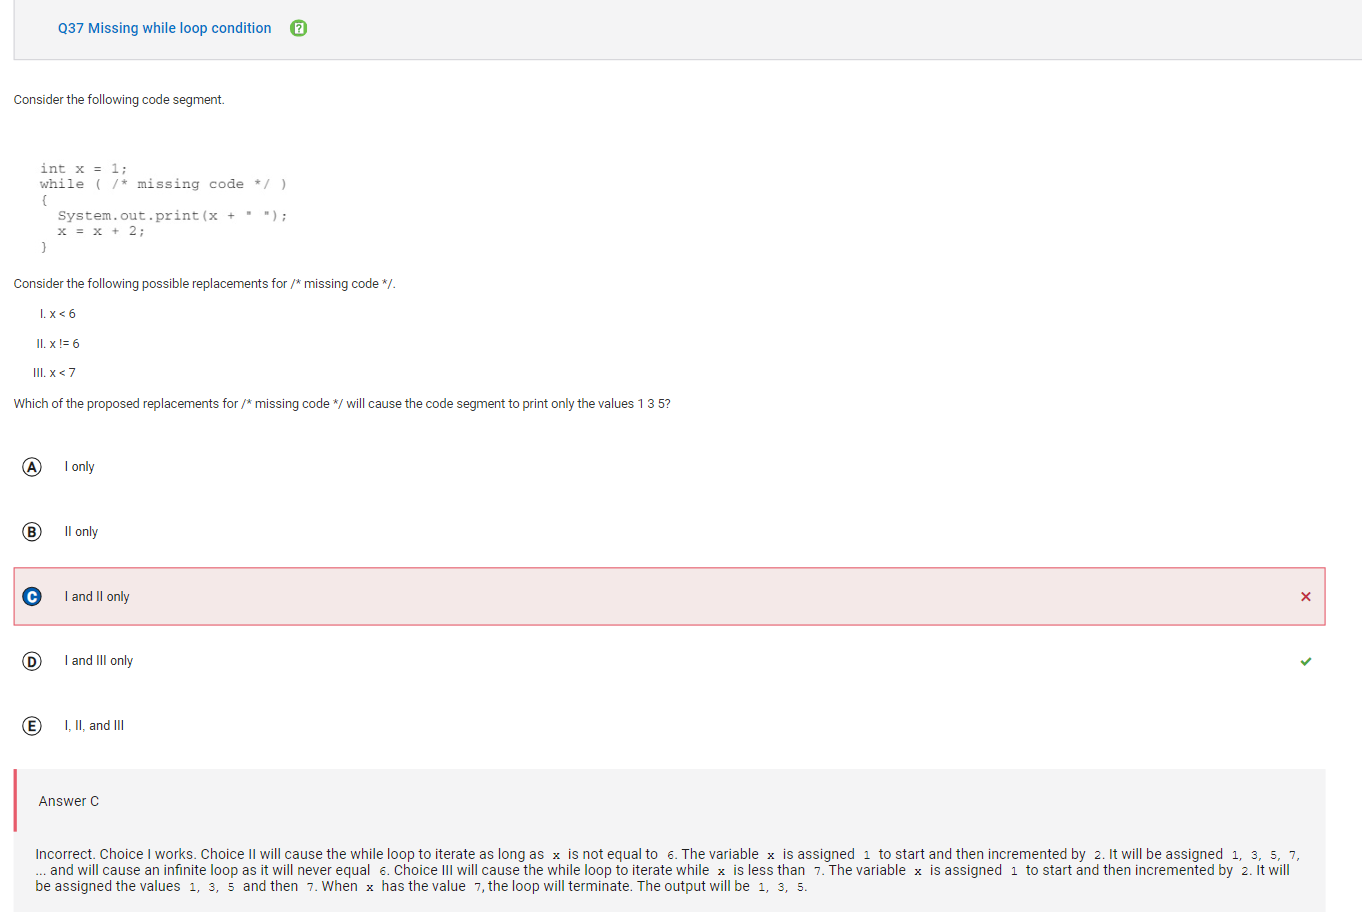 Q37 Missing while loop condition ?
Consider the following code segment.
int x = 1;
while ( /* missing code */ )
{
  System.out.print(x + " ");
  x = x + 2;
}
Consider the following possible replacements for /* missing code */.
I. x < 6
II. x != 6
III. x < 7
Which of the proposed replacements for /* missing code */ will cause the code segment to print only the values 1 3 5?
A I only
B II only
C I and II only
D I and III only
E I, II, and III
Answer C
Incorrect. Choice I works. Choice II will cause the while loop to iterate as long as x is not equal to 6. The variable x is assigned 1 to start and then incremented by 2. It will be assigned 1, 3, 5, 7,
... and will cause an infinite loop as it will never equal 6. Choice III will cause the while loop to iterate while x is less than 7. The variable x is assigned 1 to start and then incremented by 2. It will
be assigned the values 1, 3, 5 and then 7. When x has the value 7, the loop will terminate. The output will be 1, 3, 5.